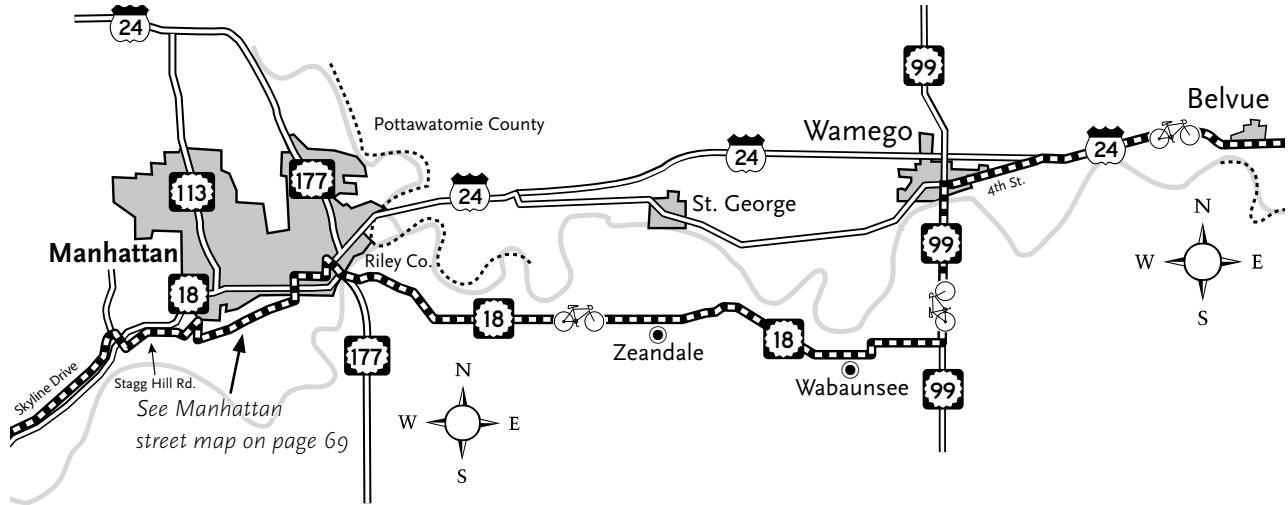 24
99
Belvue
Pottawatomie County
Wamego
24
24
113
177
4th St.
24
St. George
N
W
E
S
Manhattan
Riley Co.
99
18
18
18
Zeandale
177
Wabaunsee
99
Skyline Drive
Stagg Hill Rd.
See Manhattan
street map on page 69
N
W
E
S